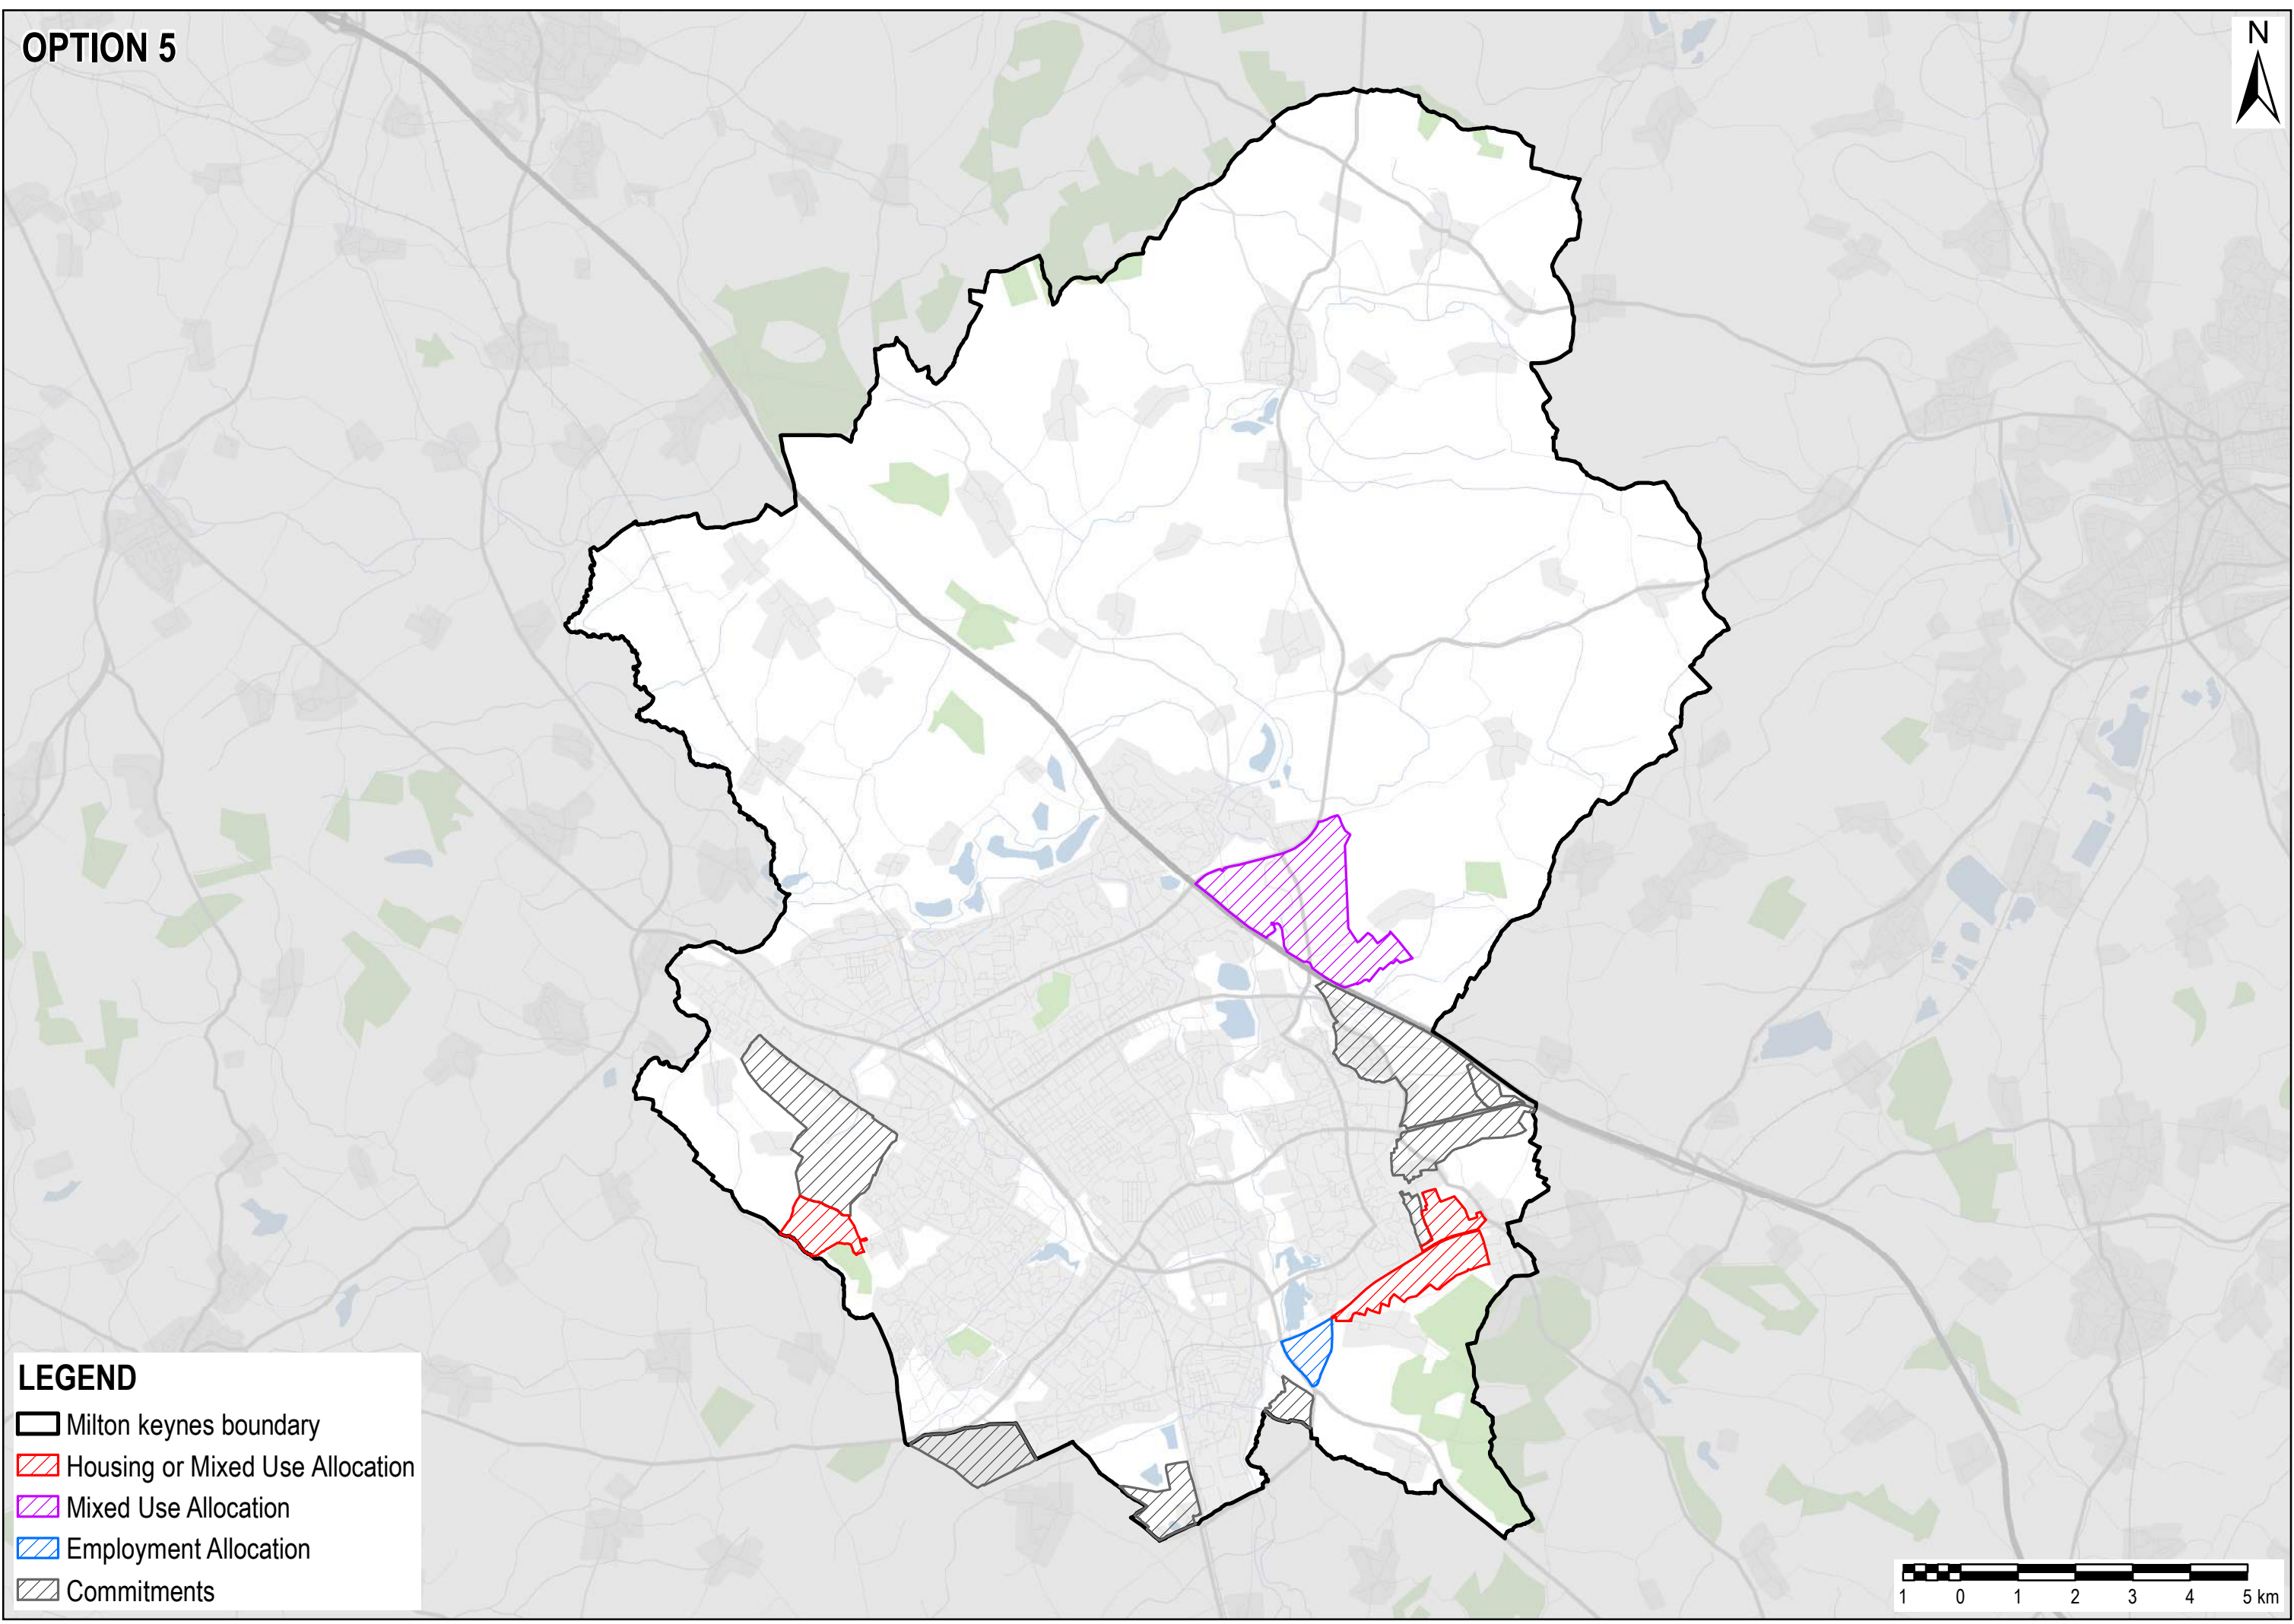 OPTION 5
N
LEGEND
Milton keynes boundary
Housing or Mixed Use Allocation
Mixed Use Allocation
Employment Allocation
Commitments
1 0 1 2 3 4 5 km